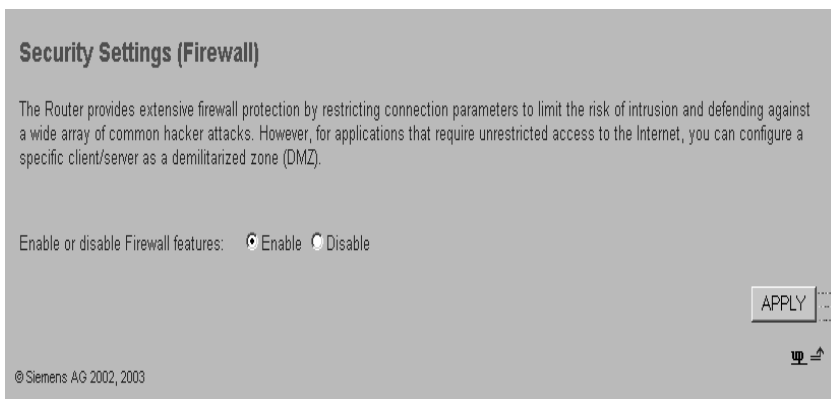 Security Settings (Firewall)
The Router provides extensive firewall protection by restricting connection parameters to limit the risk of intrusion and defending against
a wide array of common hacker attacks. However, for applications that require unrestricted access to the Internet, you can configure a
specific client/server as a demilitarized zone (DMZ).
Enable or disable Firewall features: Enable Disable
APPLY
© Siemens AG 2002, 2003